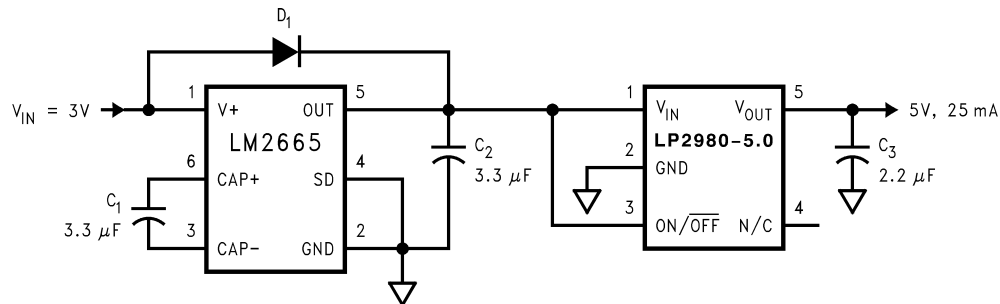 D1
VIN = 3V
1
V+
OUT
5
LM2665
6
CAP+
SD
4
C1
3.3 μF
3
CAP-
GND
2
C2
3.3 μF
1
VIN
VOUT
5
LP2980-5.0
2
GND
3
ON/OFF
N/C
4
5V, 25 mA
C3
2.2 μF